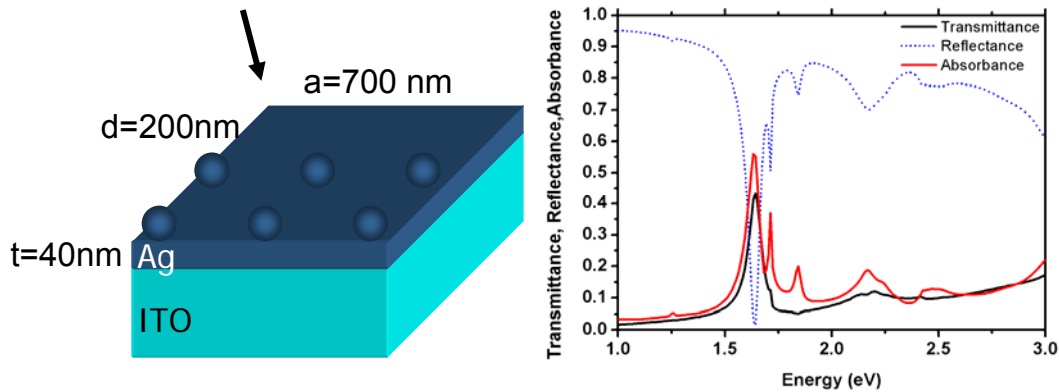 a=700 nm
d=200nm
t=40nm
Ag
ITO
Transmittance, Reflectance,Absorbance
1.0
0.9
0.8
0.7
0.6
0.5
0.4
0.3
0.2
0.1
0.0
Transmittance
Reflectance
Absorbance
1.0 1.5 2.0 2.5 3.0
Energy (eV)